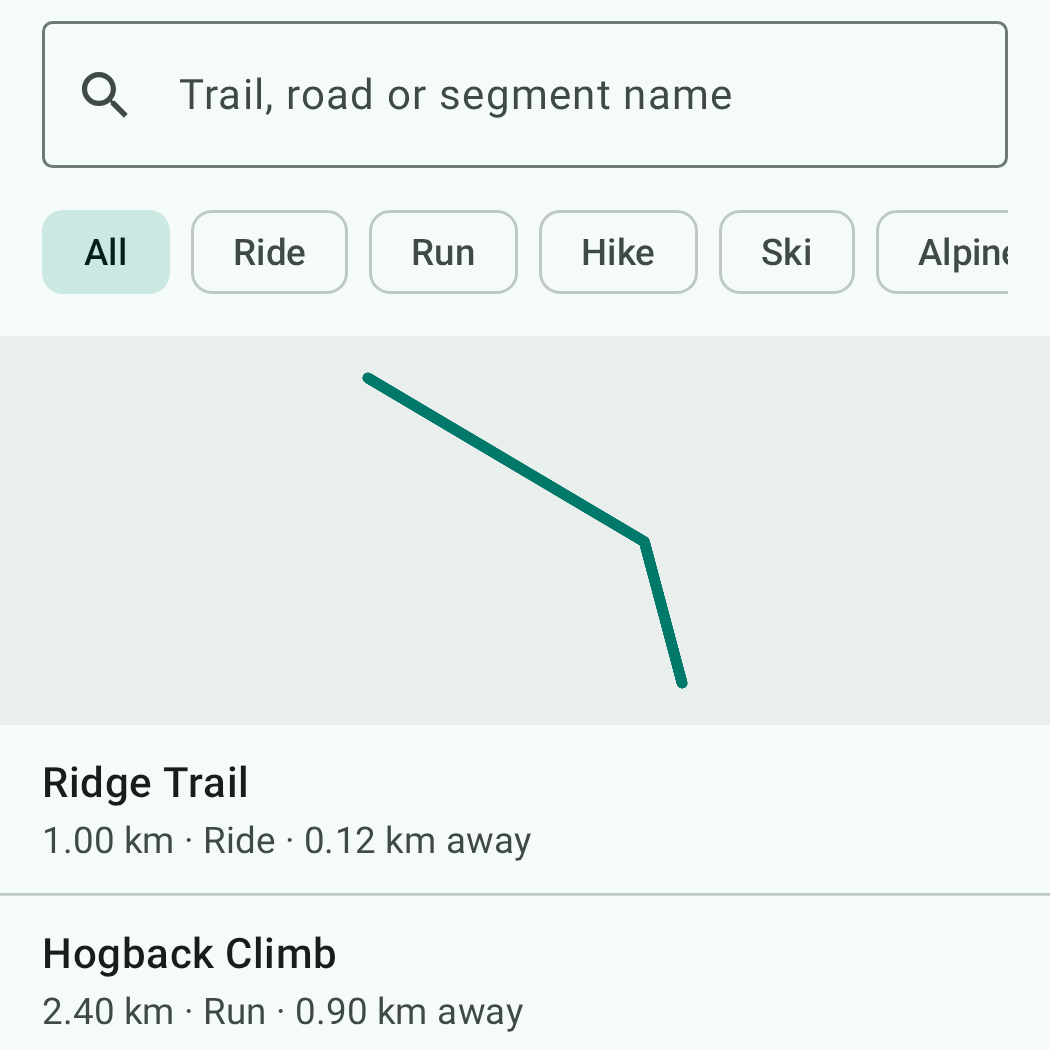 Trail, road or segment name
All Ride Run Hike Ski Alpine
Ridge Trail
1.00 km · Ride · 0.12 km away
Hogback Climb
2.40 km · Run · 0.90 km away